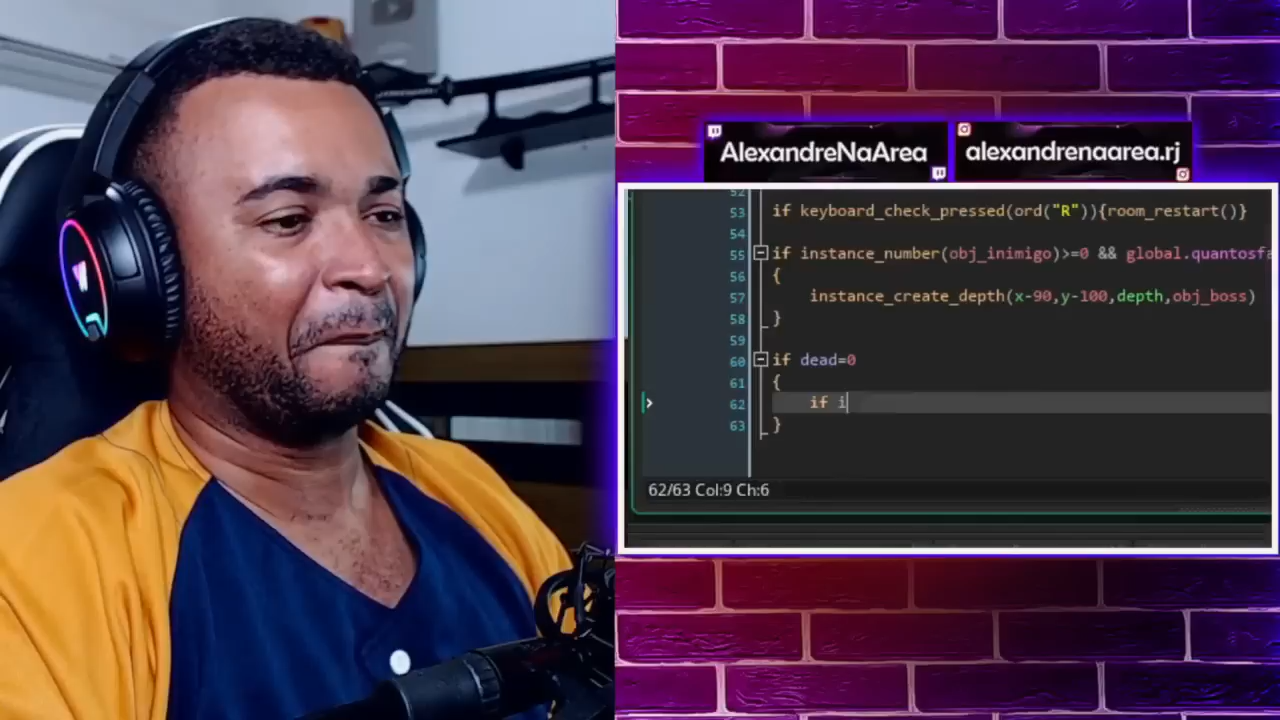 AlexandreNaArea
alexandrenaarea.rj
52
53 if keyboard_check_pressed(ord("R")){room_restart()}
54
55 if instance_number(obj_inimigo)>=0 && global.quantosfa
56 {
57 instance_create_depth(x-90,y-100,depth,obj_boss)
58 }
59
60 if dead=0
61 {
62 if i
63 }
62/63 Col:9 Ch:6